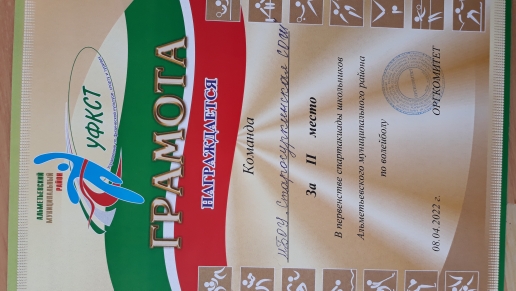 АЛЬМЕТЬЕВСКИЙ
МУНИЦИПАЛЬНЫЙ
РАЙОН
УФКСТ
ГРАМОТА
НАГРАЖДАЕТСЯ
Команда
МБОУ "Старосуркинская СОШ"
За II место
В первенстве спартакиады школьников
Альметьевского муниципального района
по волейболу
08.04.2022 г. ОРГКОМИТЕТ